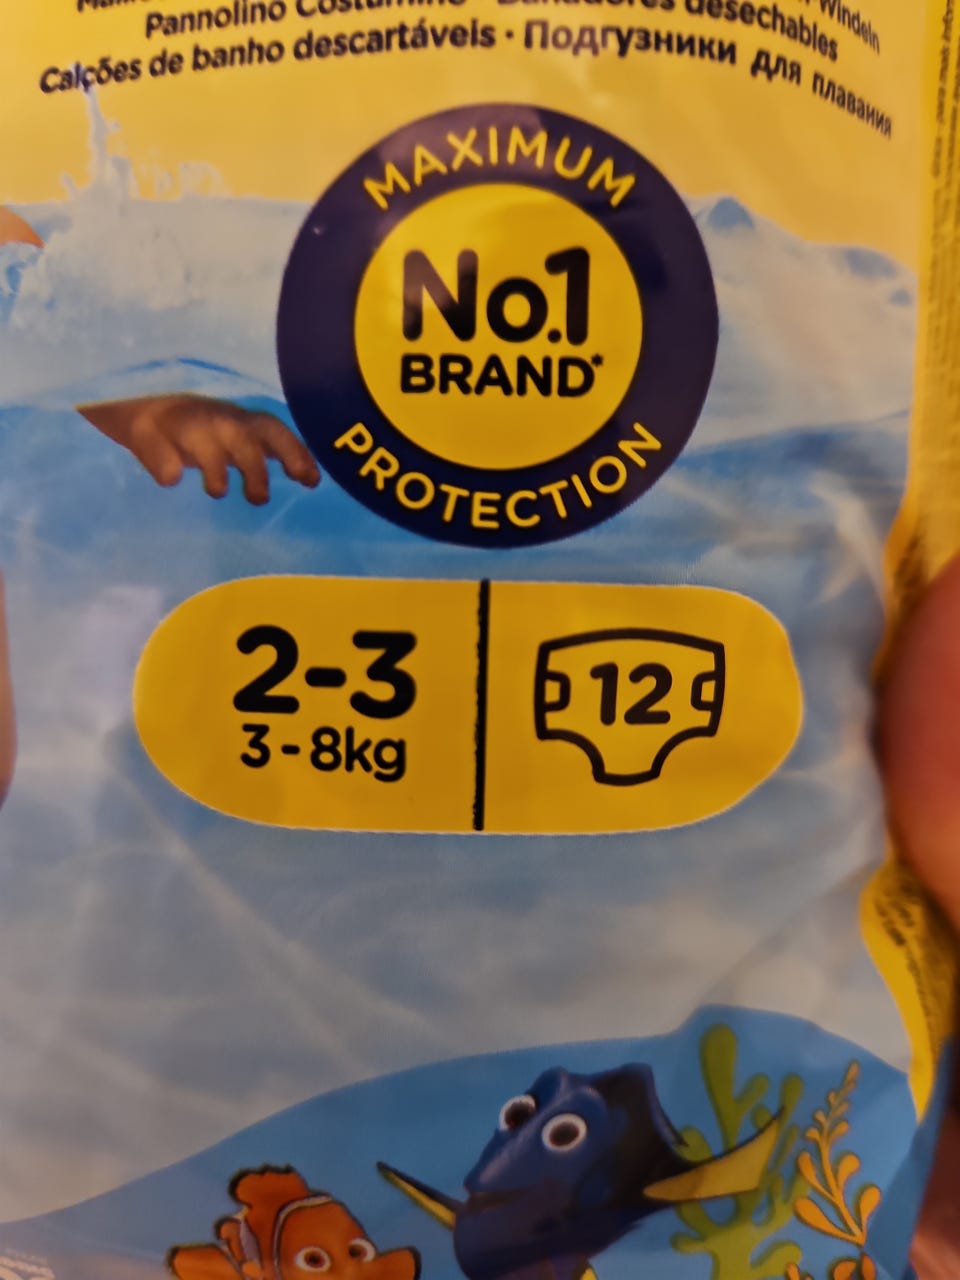 Pannolino Costumino • Bañadores desechables
Calções de banho descartáveis • Подгузники для плавания
MAXIMUM
No.1
BRAND*
PROTECTION
2-3
3-8kg
12